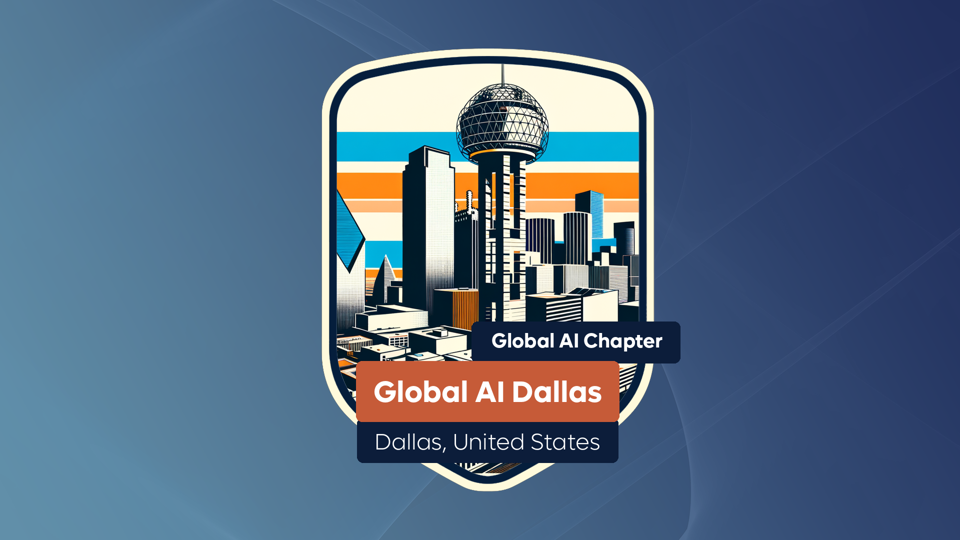 Global AI Chapter
Global AI Dallas
Dallas, United States